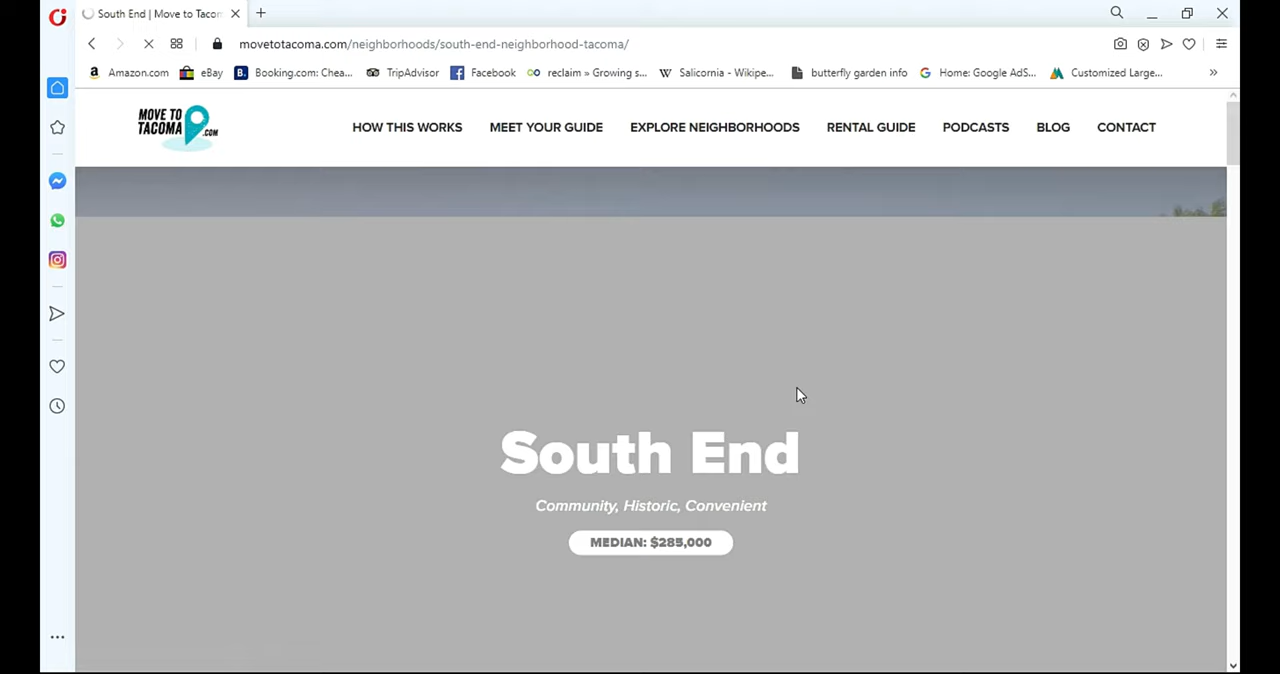 South End | Move to Tacom
movetotacoma.com/neighborhoods/south-end-neighborhood-tacoma/
Amazon.com eBay Booking.com: Chea... TripAdvisor Facebook reclaim » Growing s... Salicornia - Wikipe... butterfly garden info Home: Google AdS... Customized Large... »
MOVE TO
TACOMA .COM
HOW THIS WORKS MEET YOUR GUIDE EXPLORE NEIGHBORHOODS RENTAL GUIDE PODCASTS BLOG CONTACT
South End
Community, Historic, Convenient
MEDIAN: $285,000